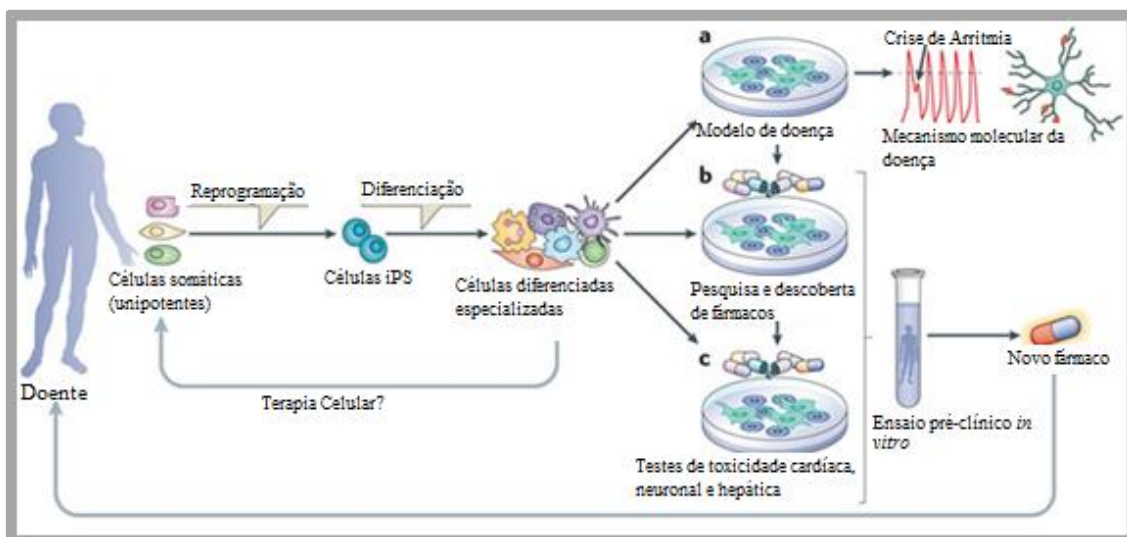 a
Crise de Arritmia
Modelo de doença
Mecanismo molecular da
doença
b
Reprogramação
Diferenciação
Células somáticas
(unipotentes)
Células iPS
Células diferenciadas
especializadas
Pesquisa e descoberta
de fármacos
c
Novo fármaco
Doente
Terapia Celular?
Ensaio pré-clínico in
vitro
Testes de toxicidade cardíaca,
neuronal e hepática